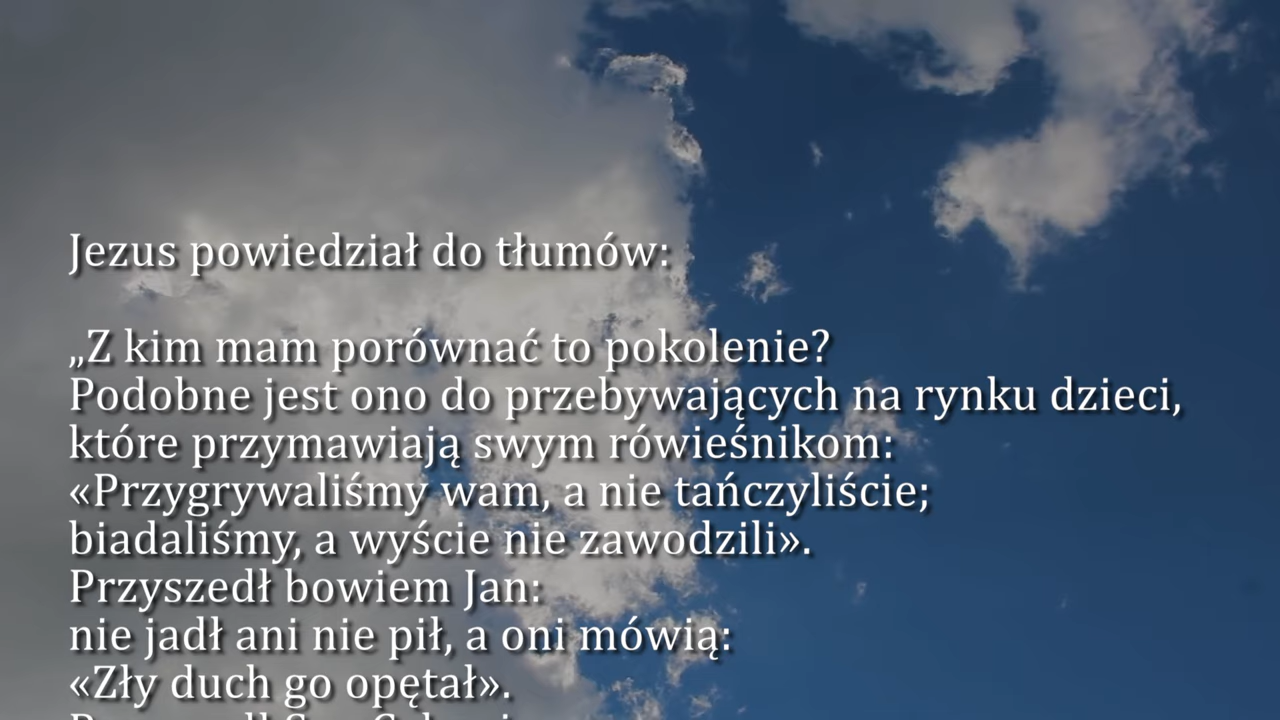 Jezus powiedział do tłumów:
„Z kim mam porównać to pokolenie?
Podobne jest ono do przebywających na rynku dzieci,
które przymawiają swym rówieśnikom:
«Przygrywaliśmy wam, a nie tańczyliście;
biadaliśmy, a wyście nie zawodzili».
Przyszedł bowiem Jan:
nie jadł ani nie pił, a oni mówią:
«Zły duch go opętał».